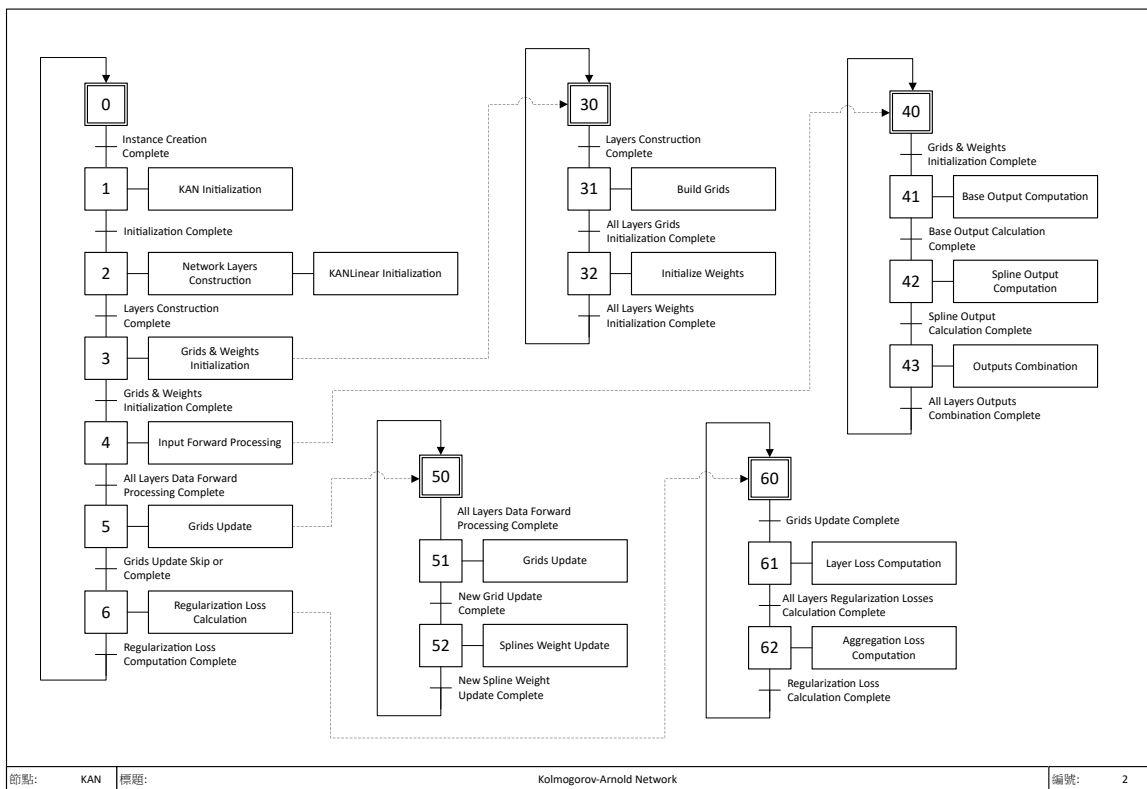 0
Instance Creation
Complete
1
KAN Initialization
Initialization Complete
2
Network Layers
Construction
KANLinear Initialization
Layers Construction
Complete
3
Grids & Weights
Initialization
Grids & Weights
Initialization Complete
4
Input Forward Processing
All Layers Data Forward
Processing Complete
5
Grids Update
Grids Update Skip or
Complete
6
Regularization Loss
Calculation
Regularization Loss
Computation Complete
30
Layers Construction
Complete
31
Build Grids
All Layers Grids
Initialization Complete
32
Initialize Weights
All Layers Weights
Initialization Complete
40
Grids & Weights
Initialization Complete
41
Base Output Computation
Base Output Calculation
Complete
42
Spline Output
Computation
Spline Output
Calculation Complete
43
Outputs Combination
All Layers Outputs
Combination Complete
50
All Layers Data Forward
Processing Complete
51
Grids Update
New Grid Update
Complete
52
Splines Weight Update
New Spline Weight
Update Complete
60
Grids Update Complete
61
Layer Loss Computation
All Layers Regularization Losses
Calculation Complete
62
Aggregation Loss
Computation
Regularization Loss
Calculation Complete
節點: KAN 標題: Kolmogorov-Arnold Network 編號: 2